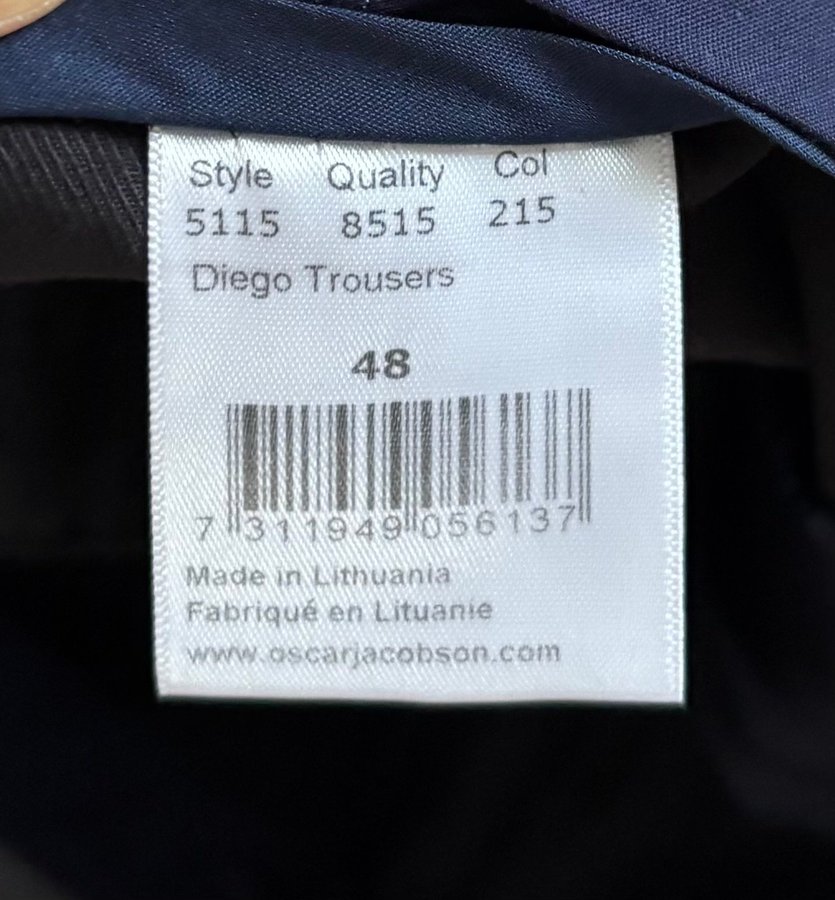 Style Quality Col
5115 8515 215
Diego Trousers
48
7 311949 056137
Made in Lithuania
Fabriqué en Lituanie
www.oscarjacobson.com